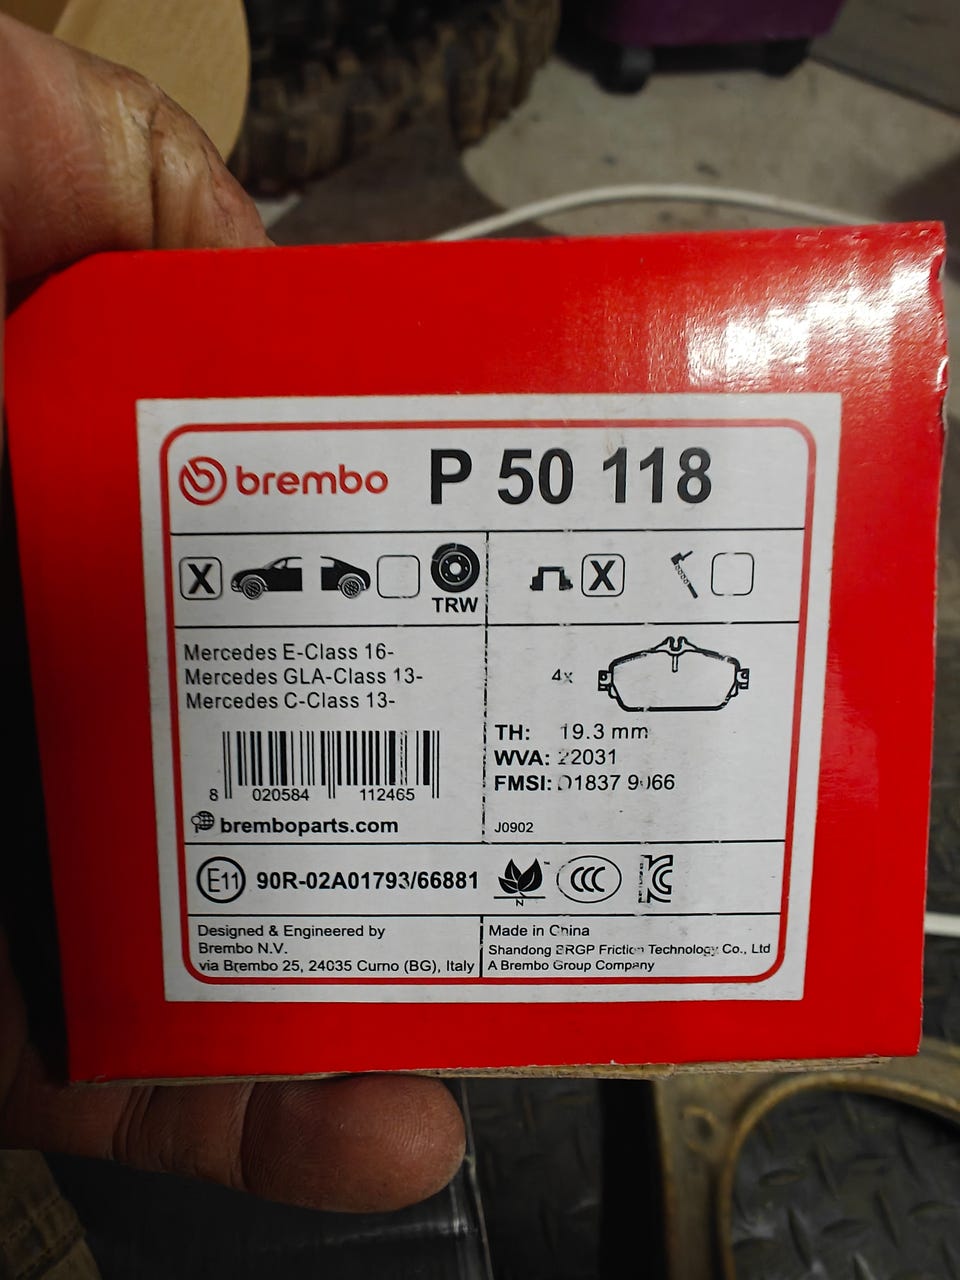 brembo P 50 118
X X
TRW
Mercedes E-Class 16-
Mercedes GLA-Class 13-
Mercedes C-Class 13-
4x
TH: 19.3 mm
WVA: 22031
FMSI: D1837 9066
8 020584 112465
bremboparts.com
J0902
E11 90R-02A01793/66881
N
CCC
KC
Designed & Engineered by
Brembo N.V.
via Brembo 25, 24035 Curno (BG), Italy
Made in China
Shandong BRGP Friction Technology Co., Ltd
A Brembo Group Company